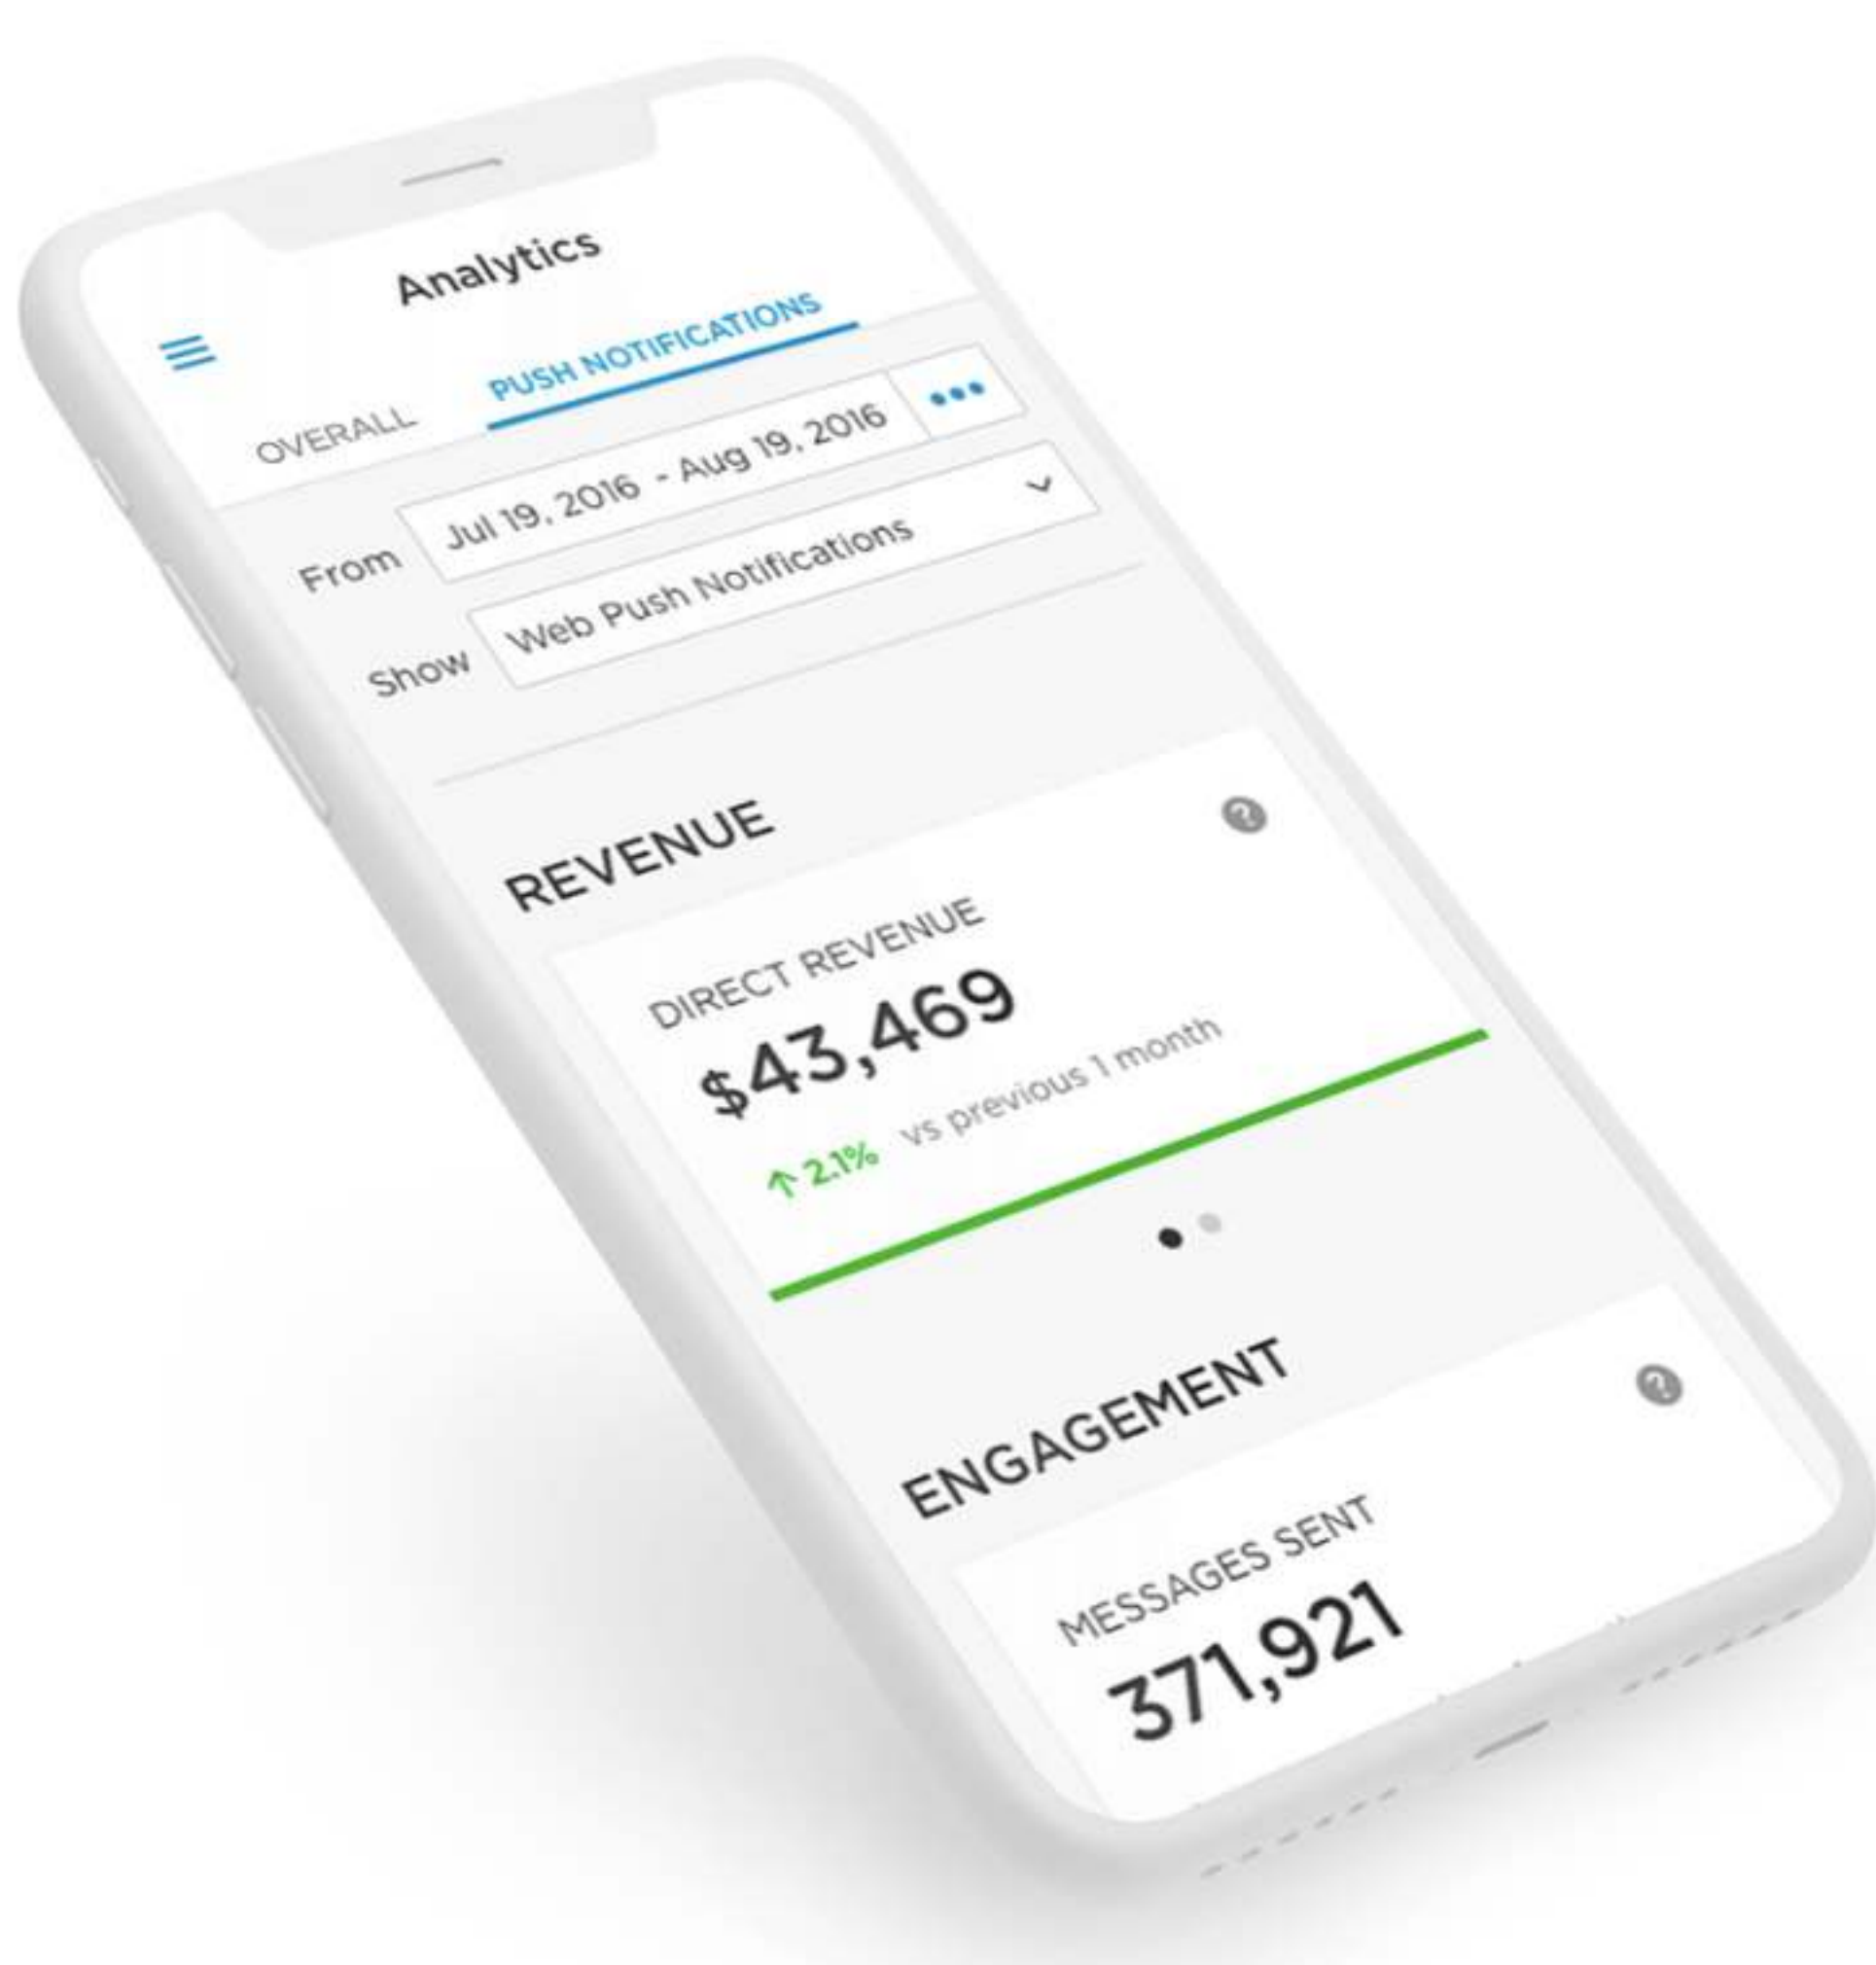 Analytics
OVERALL
PUSH NOTIFICATIONS
From
Jul 19, 2016 - Aug 19, 2016
Show
Web Push Notifications
REVENUE
DIRECT REVENUE
$43,469
↑ 2.1% vs previous 1 month
ENGAGEMENT
MESSAGES SENT
371,921